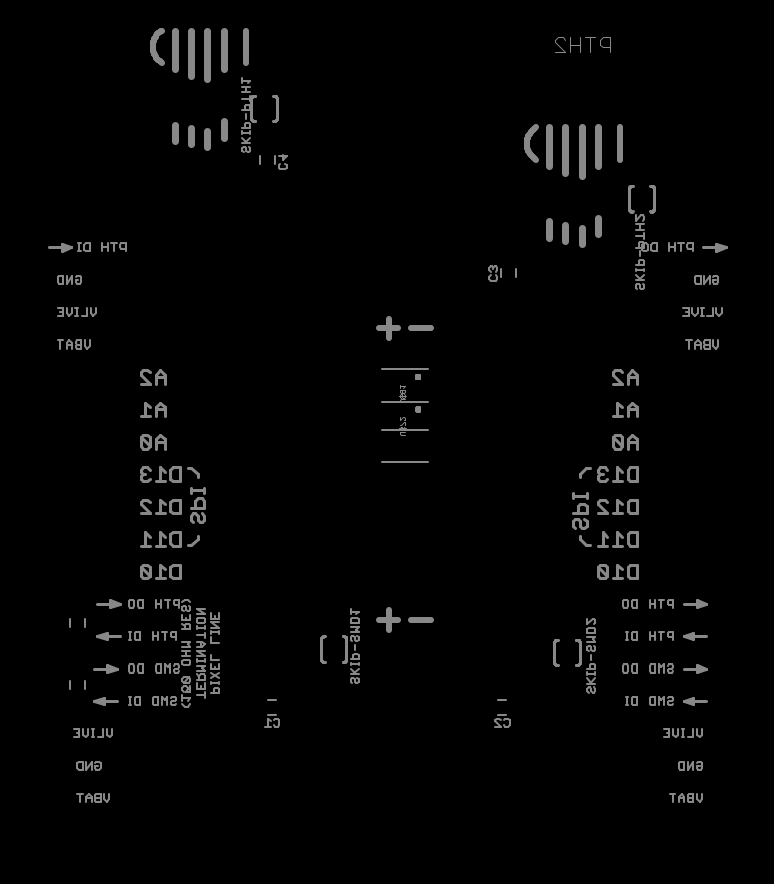 PTH2
SKIP-PTH1
C4
SKIP-PTH2
PTH DI
PTH DO
GND
GND
C3
VLIVE
VLIVE
+ -
VBAT
VBAT
A2
A2
A1
A1
A0
A0
D13
D13
SPI
SPI
D12
D12
D11
D11
D10
D10
PTH DO
PTH DO
PTH DI
PTH DI
SMD DO
SMD DO
SMD DI
SMD DI
PIXEL LINE
TERMINATION
(150 OHM RES)
SKIP-SMD1
+ -
SKIP-SMD2
C1
C2
VLIVE
VLIVE
GND
GND
VBAT
VBAT